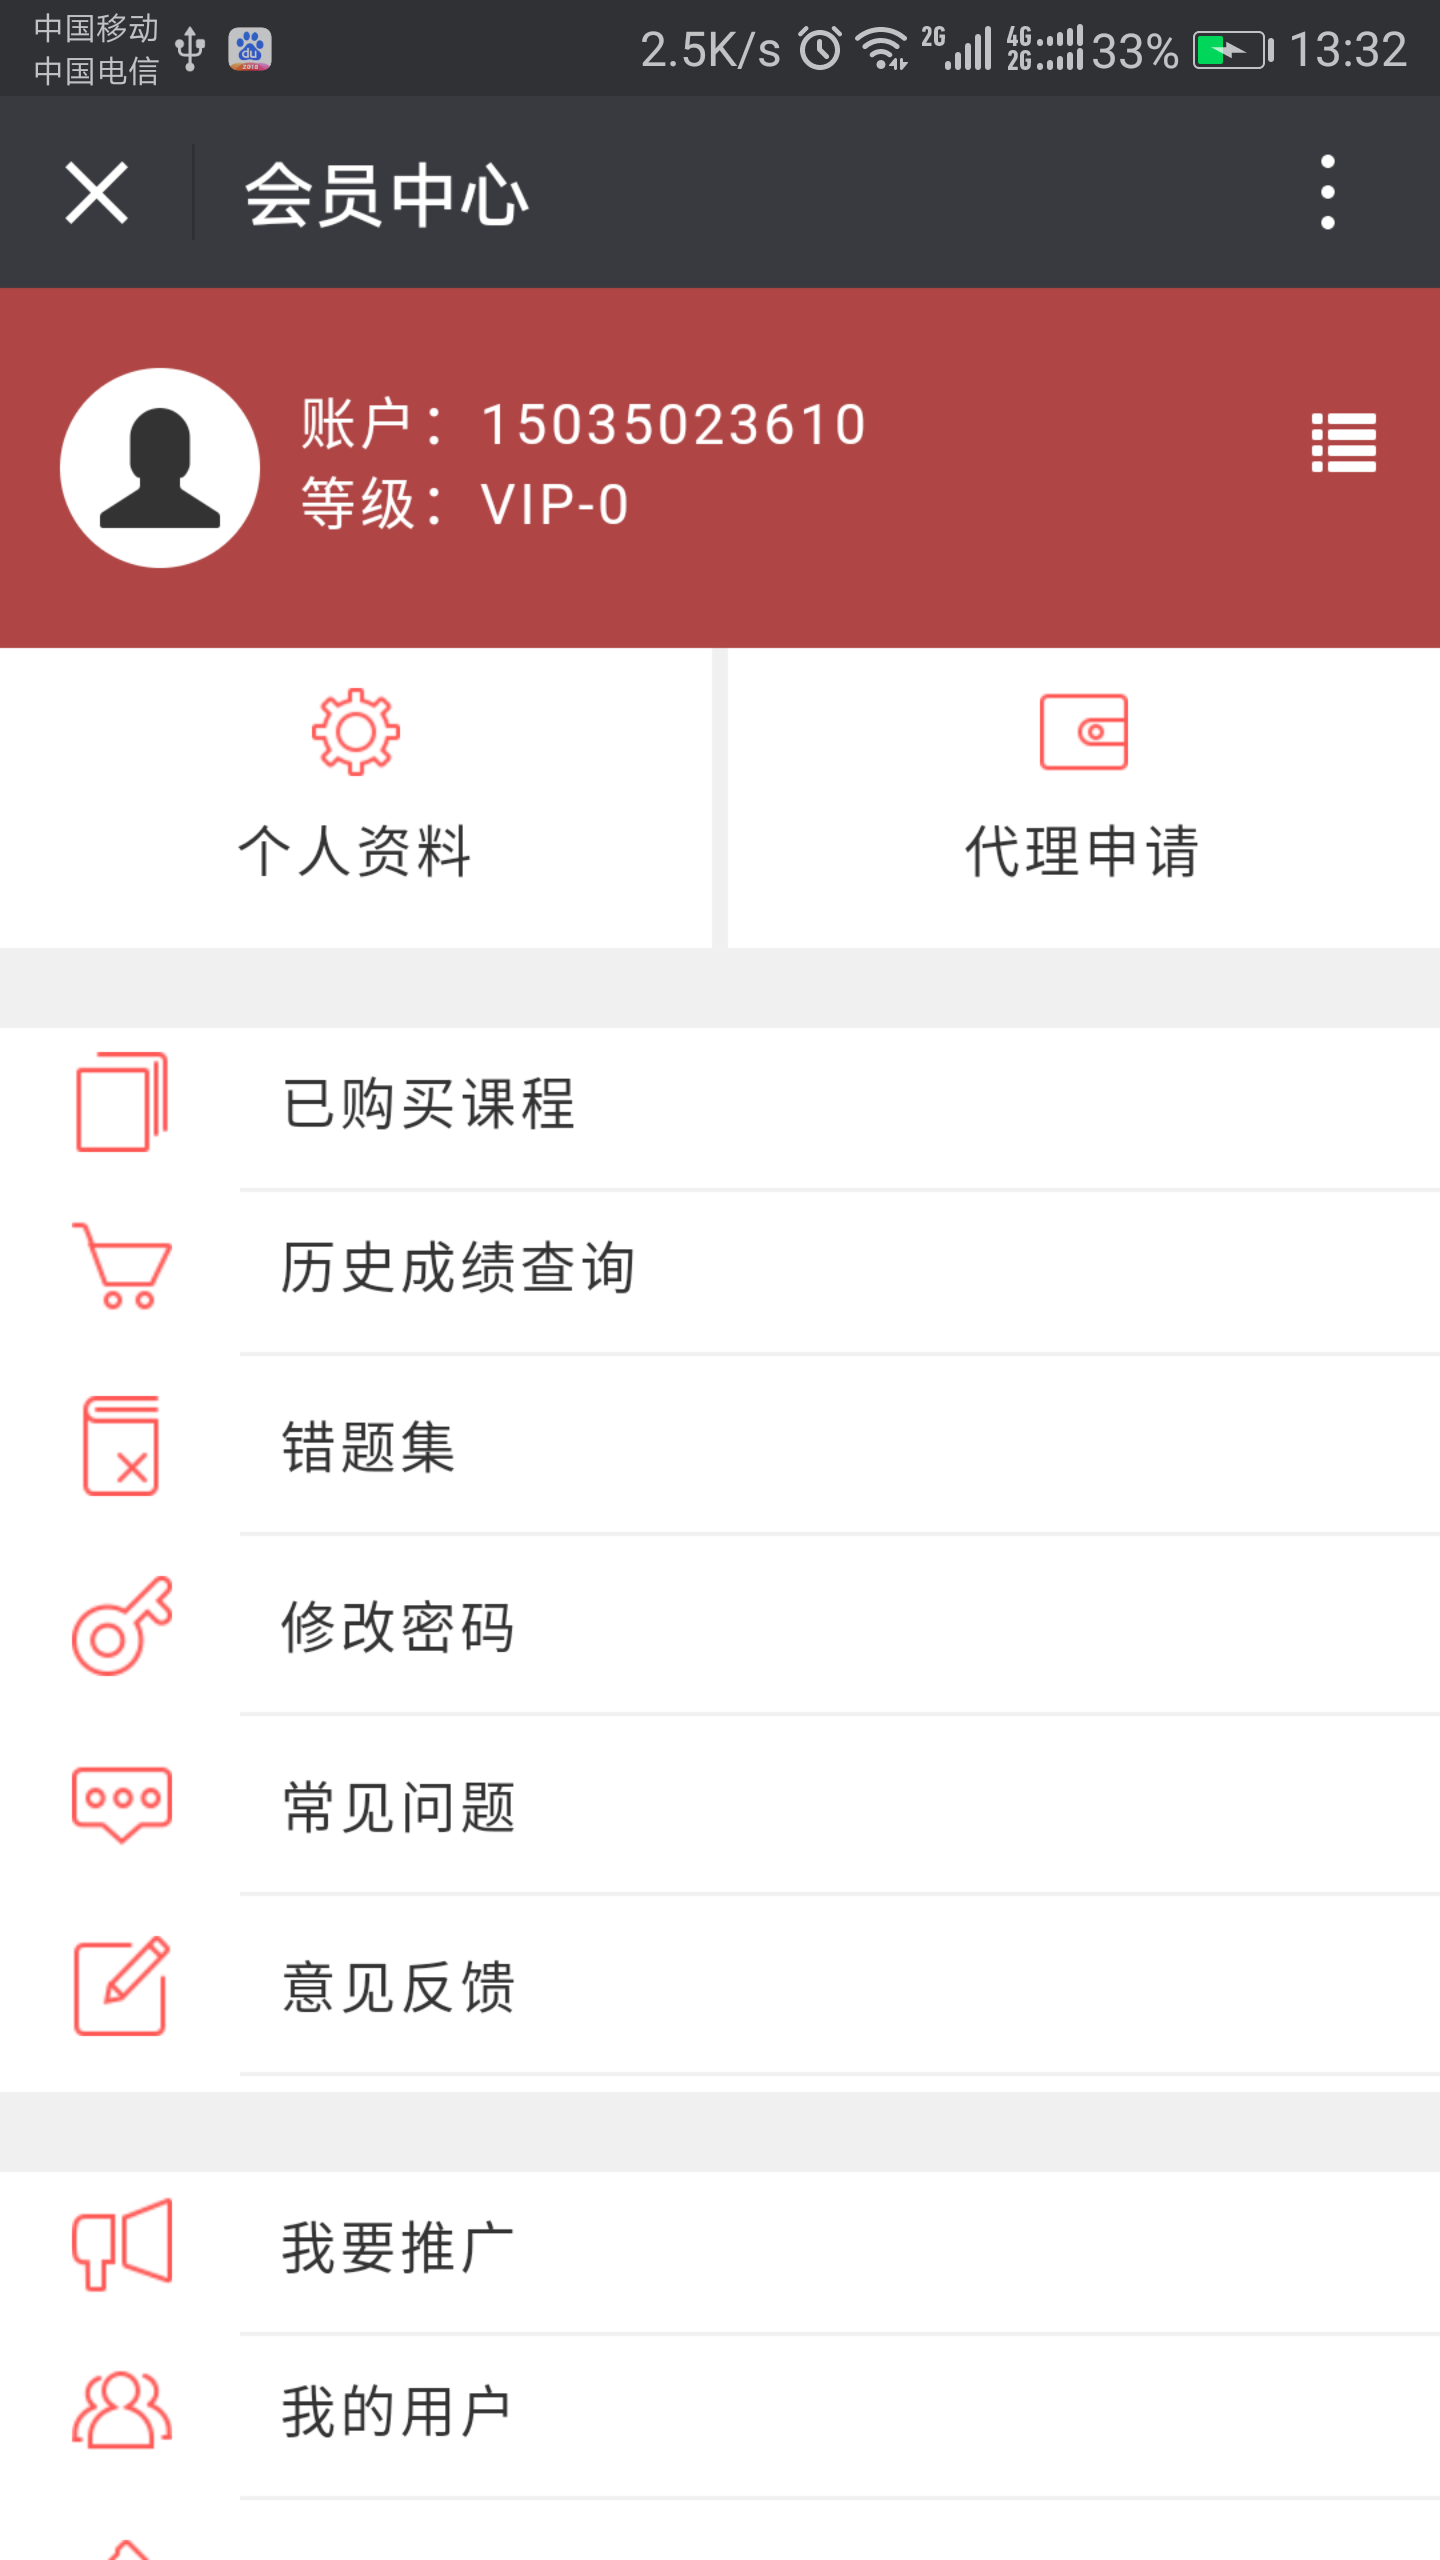 中国移动
中国电信
du
2018
2.5K/s 2G 4G 2G 33% 13:32
会员中心
账户：15035023610
等级：VIP-0
个人资料
代理申请
已购买课程
历史成绩查询
错题集
修改密码
常见问题
意见反馈
我要推广
我的用户